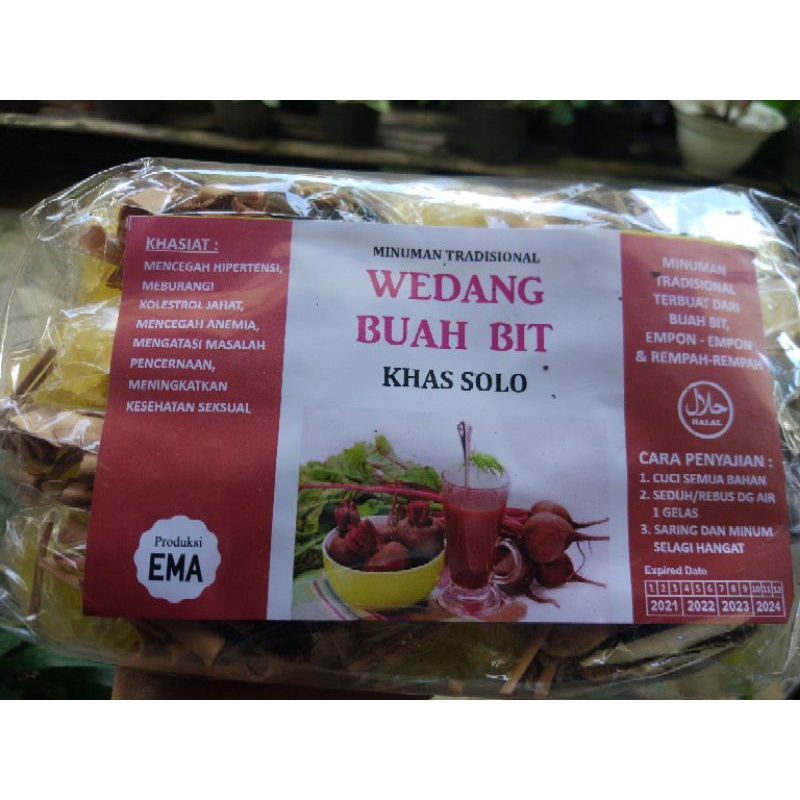 KHASIAT :
MENCEGAH HIPERTENSI,
MEBURANGI
KOLESTROL JAHAT,
MENCEGAH ANEMIA,
MENGATASI MASALAH
PENCERNAAN,
MENINGKATKAN
KESEHATAN SEKSUAL
Produksi
EMA
MINUMAN TRADISIONAL
WEDANG
BUAH BIT
KHAS SOLO
MINUMAN
TRADISIONAL
TERBUAT DARI
BUAH BIT,
EMPON - EMPON
& REMPAH-REMPAH
حلال
HALAL
CARA PENYAJIAN :
1. CUCI SEMUA BAHAN
2. SEDUH/REBUS DG AIR
1 GELAS
3. SARING DAN MINUM
SELAGI HANGAT
Expired Date
1 2 3 4 5 6 7 8 9 10 11 12
2021 2022 2023 2024